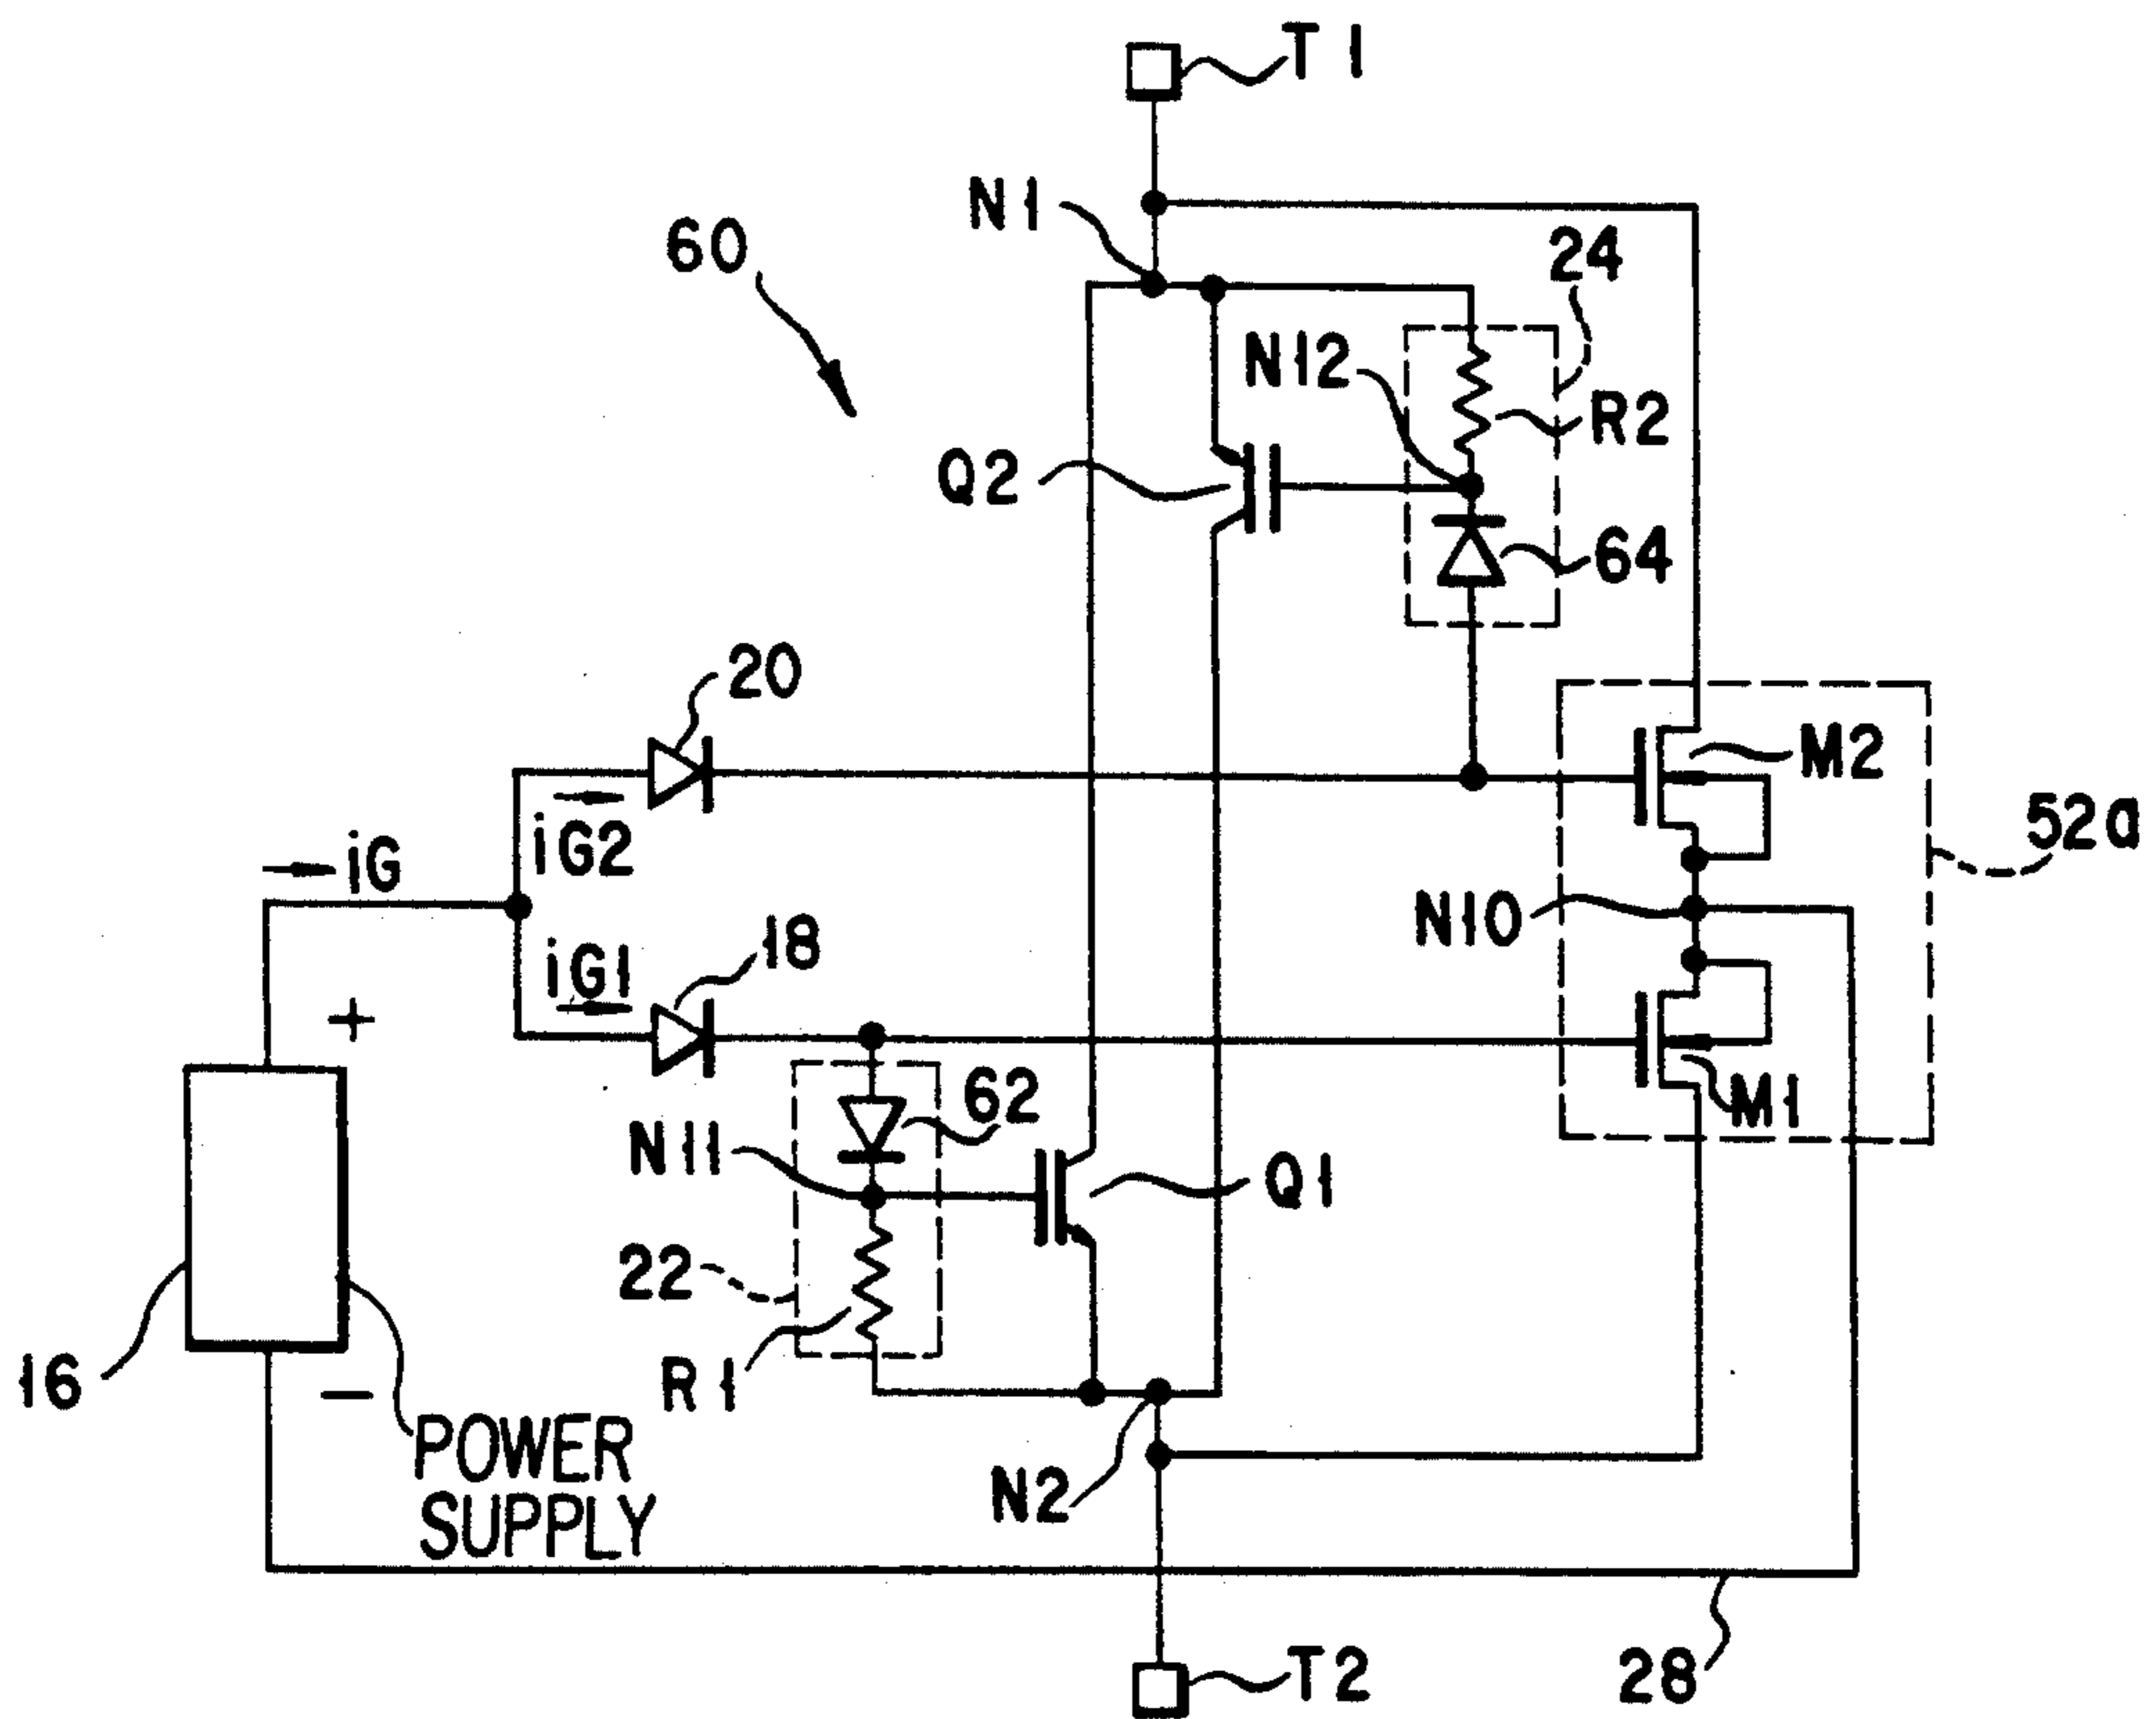 T1
N1
60
24
N12
R2
Q2
64
20
M2
52a
iG2
iG
N10
18
iG1
+
62
M1
N11
Q1
22
R1
16
−
POWER
SUPPLY
N2
T2
28